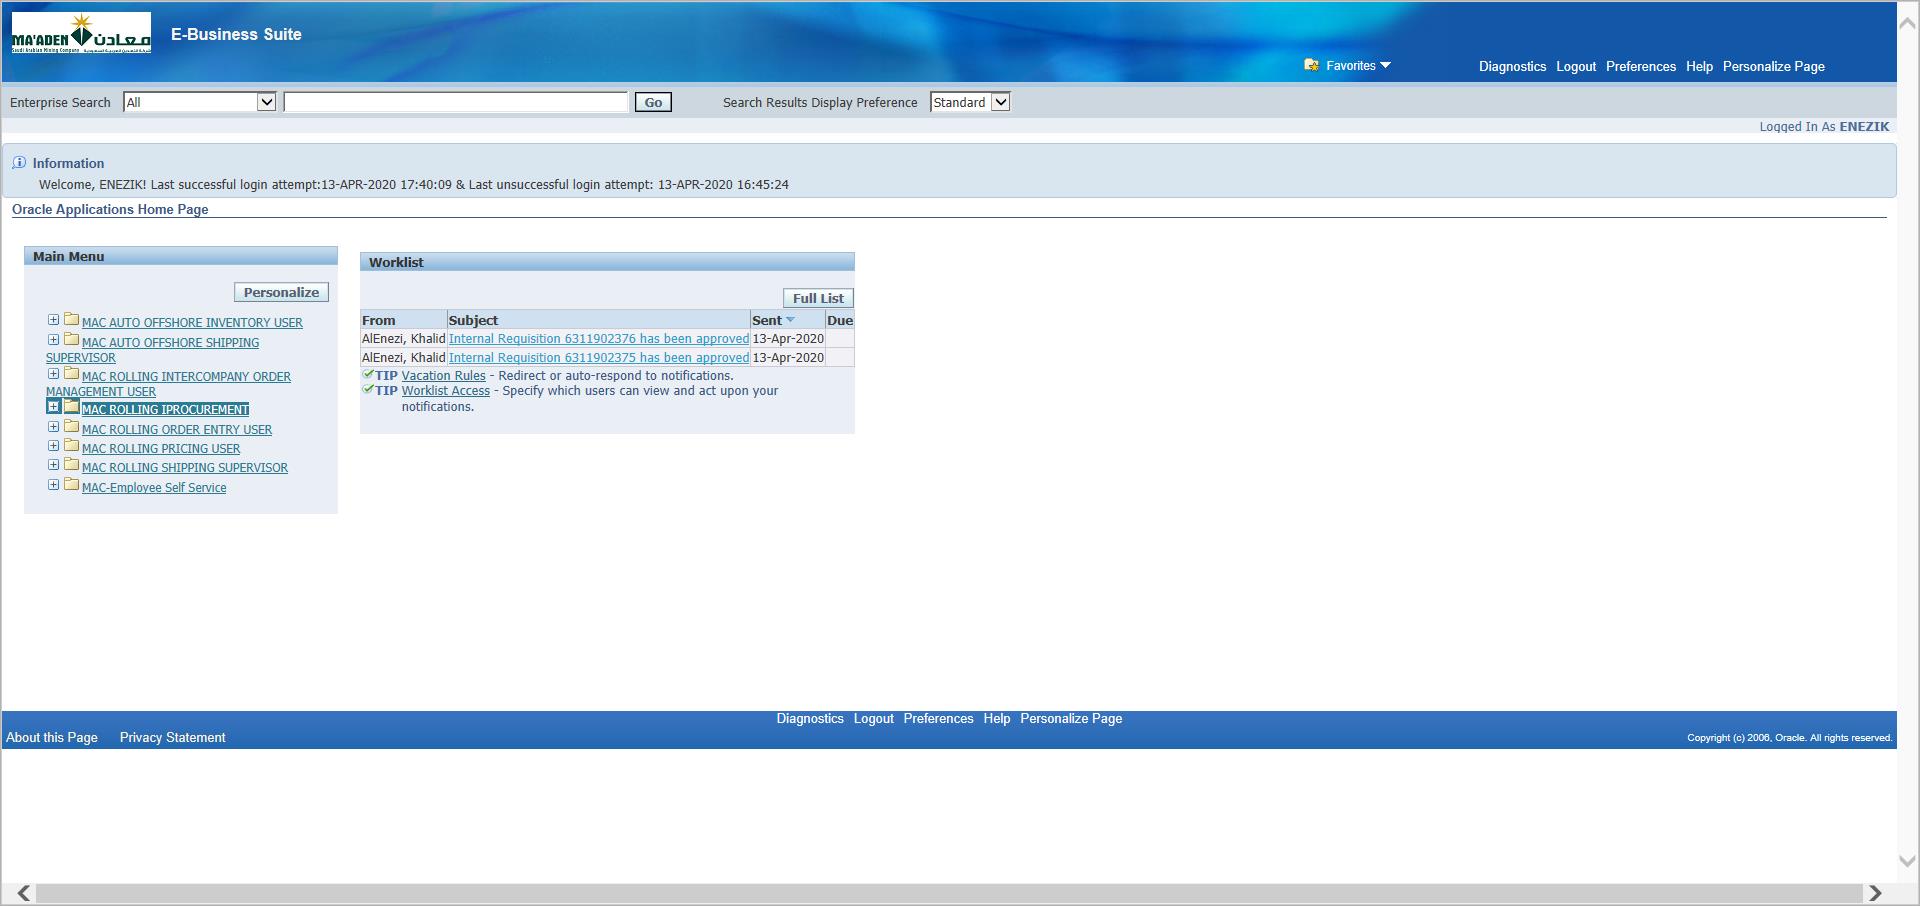 MA'ADEN معادن
Saudi Arabian Mining Company
E-Business Suite
Favorites
Diagnostics Logout Preferences Help Personalize Page
Enterprise Search All Go Search Results Display Preference Standard
Logged In As ENEZIK
Information
Welcome, ENEZIK! Last successful login attempt:13-APR-2020 17:40:09 & Last unsuccessful login attempt: 13-APR-2020 16:45:24
Oracle Applications Home Page
Main Menu
Personalize
MAC AUTO OFFSHORE INVENTORY USER
MAC AUTO OFFSHORE SHIPPING
SUPERVISOR
MAC ROLLING INTERCOMPANY ORDER
MANAGEMENT USER
MAC ROLLING IPROCUREMENT
MAC ROLLING ORDER ENTRY USER
MAC ROLLING PRICING USER
MAC ROLLING SHIPPING SUPERVISOR
MAC-Employee Self Service
Worklist
Full List
From Subject Sent Due
AlEnezi, Khalid Internal Requisition 6311902376 has been approved 13-Apr-2020
AlEnezi, Khalid Internal Requisition 6311902375 has been approved 13-Apr-2020
TIP Vacation Rules - Redirect or auto-respond to notifications.
TIP Worklist Access - Specify which users can view and act upon your
notifications.
Diagnostics Logout Preferences Help Personalize Page
About this Page Privacy Statement
Copyright (c) 2006, Oracle. All rights reserved.